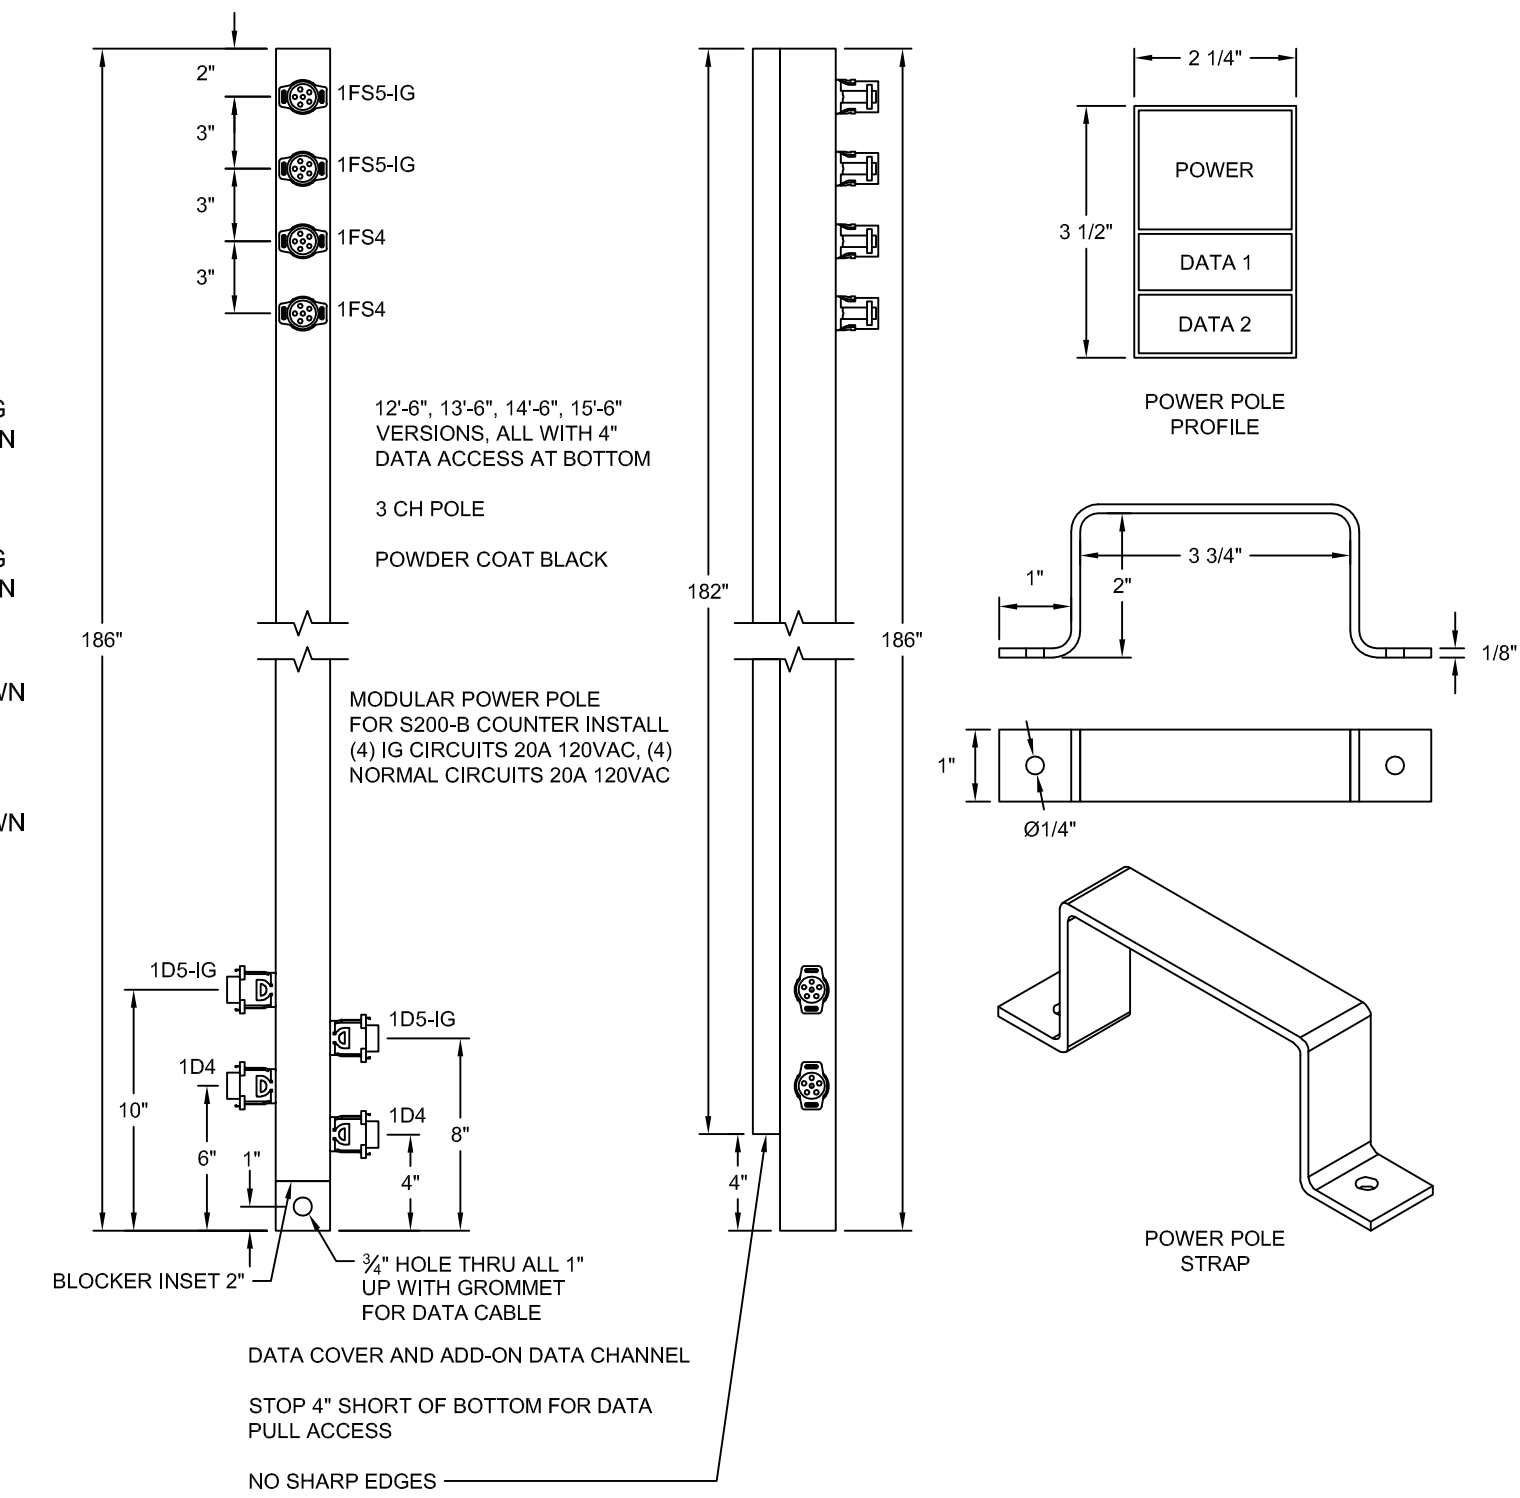 2"
1FS5-IG
3"
1FS5-IG
3"
1FS4
3"
1FS4
186"
12'-6", 13'-6", 14'-6", 15'-6"
VERSIONS, ALL WITH 4"
DATA ACCESS AT BOTTOM
3 CH POLE
POWDER COAT BLACK
MODULAR POWER POLE
FOR S200-B COUNTER INSTALL
(4) IG CIRCUITS 20A 120VAC, (4)
NORMAL CIRCUITS 20A 120VAC
1D5-IG
1D5-IG
1D4
1D4
10"
6"
1"
8"
4"
BLOCKER INSET 2"
¾" HOLE THRU ALL 1"
UP WITH GROMMET
FOR DATA CABLE
DATA COVER AND ADD-ON DATA CHANNEL
STOP 4" SHORT OF BOTTOM FOR DATA
PULL ACCESS
NO SHARP EDGES
182"
186"
4"
2 1/4"
3 1/2"
POWER
DATA 1
DATA 2
POWER POLE
PROFILE
3 3/4"
1"
2"
1/8"
1"
Ø1/4"
POWER POLE
STRAP
G
N
G
N
WN
WN